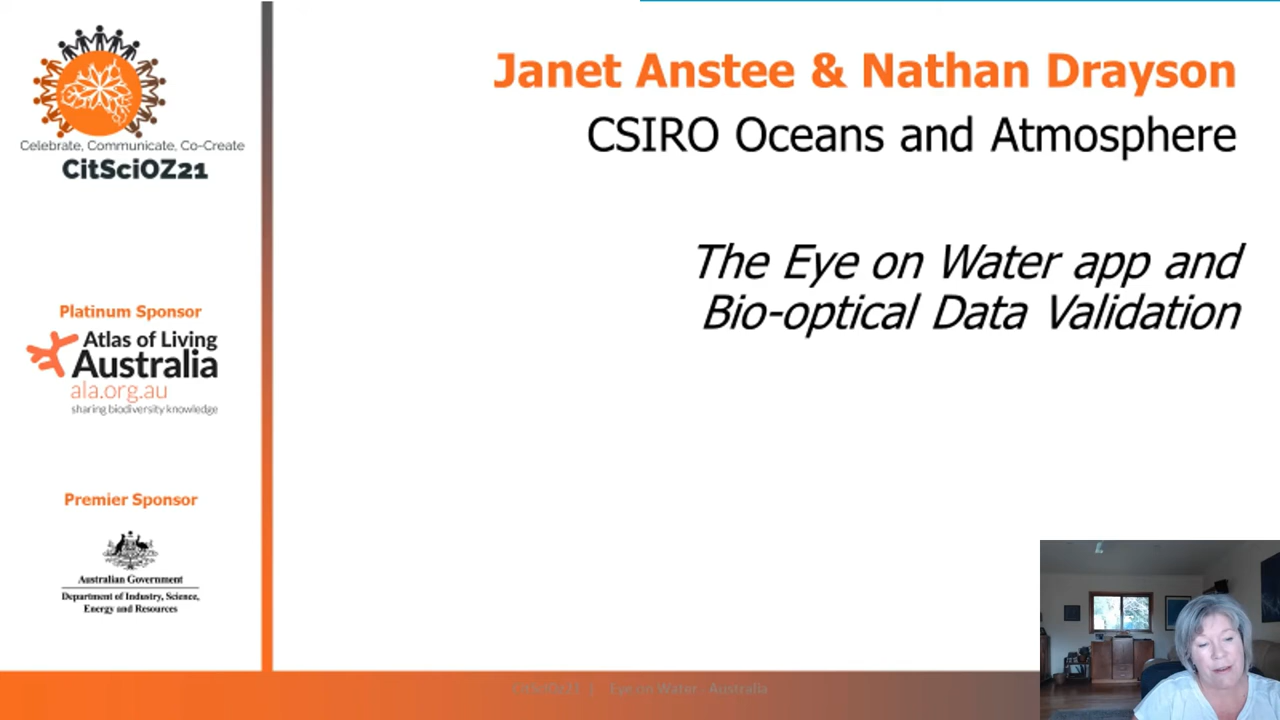 Celebrate, Communicate, Co-Create
CitSciOZ21
Platinum Sponsor
Atlas of Living
Australia
ala.org.au
sharing biodiversity knowledge
Premier Sponsor
Australian Government
Department of Industry, Science,
Energy and Resources
Janet Anstee & Nathan Drayson
CSIRO Oceans and Atmosphere
The Eye on Water app and
Bio-optical Data Validation
| Eye on Water Australia